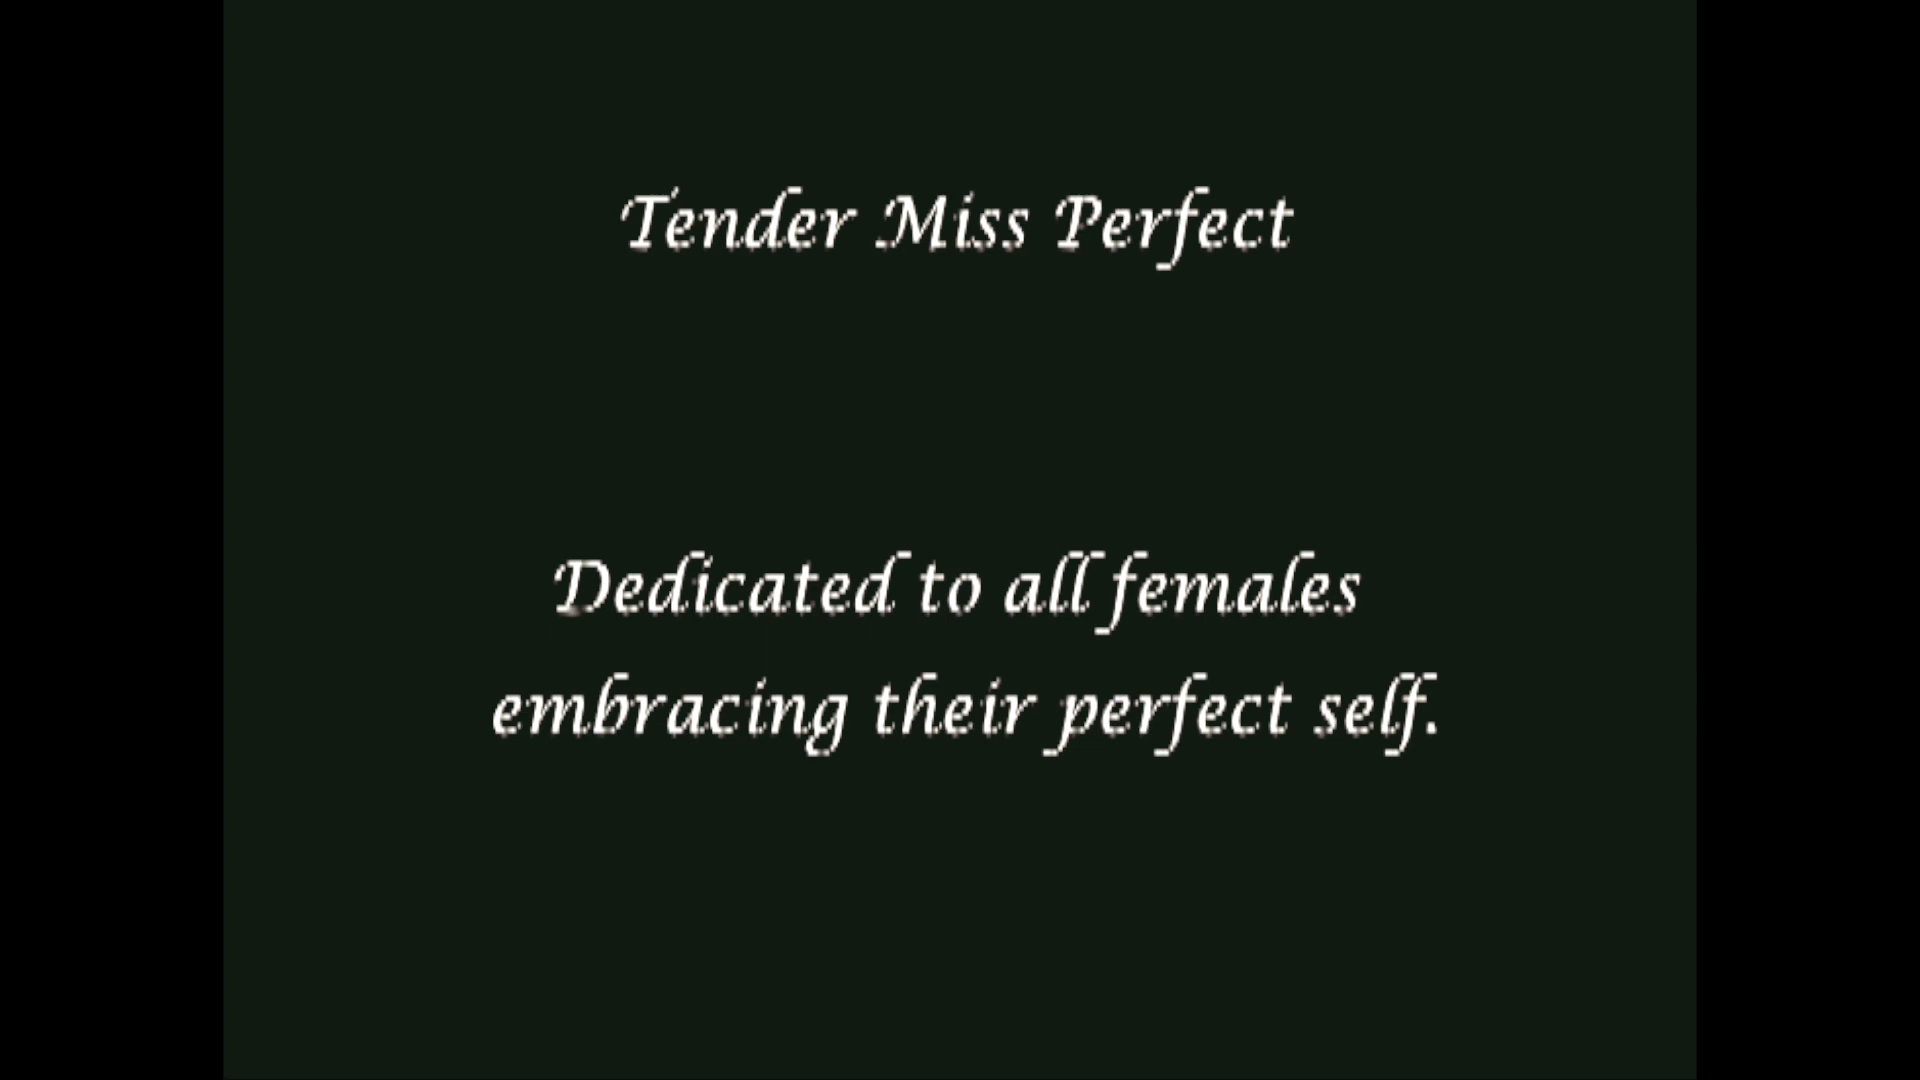 Tender Miss Perfect
Dedicated to all females
embracing their perfect self.